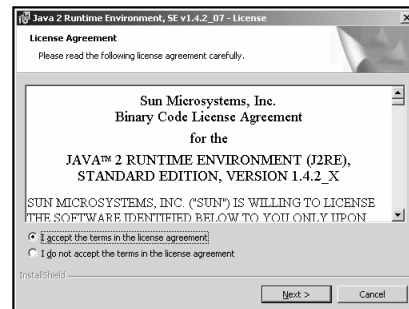 Java 2 Runtime Environment, SE v1.4.2_07 - License
License Agreement
Please read the following license agreement carefully.
Sun Microsystems, Inc.
Binary Code License Agreement
for the
JAVA™ 2 RUNTIME ENVIRONMENT (J2RE),
STANDARD EDITION, VERSION 1.4.2_X
SUN MICROSYSTEMS, INC. ("SUN") IS WILLING TO LICENSE
THE SOFTWARE IDENTIFIED BELOW TO YOU ONLY UPON
I accept the terms in the license agreement
I do not accept the terms in the license agreement
InstallShield
Next >
Cancel